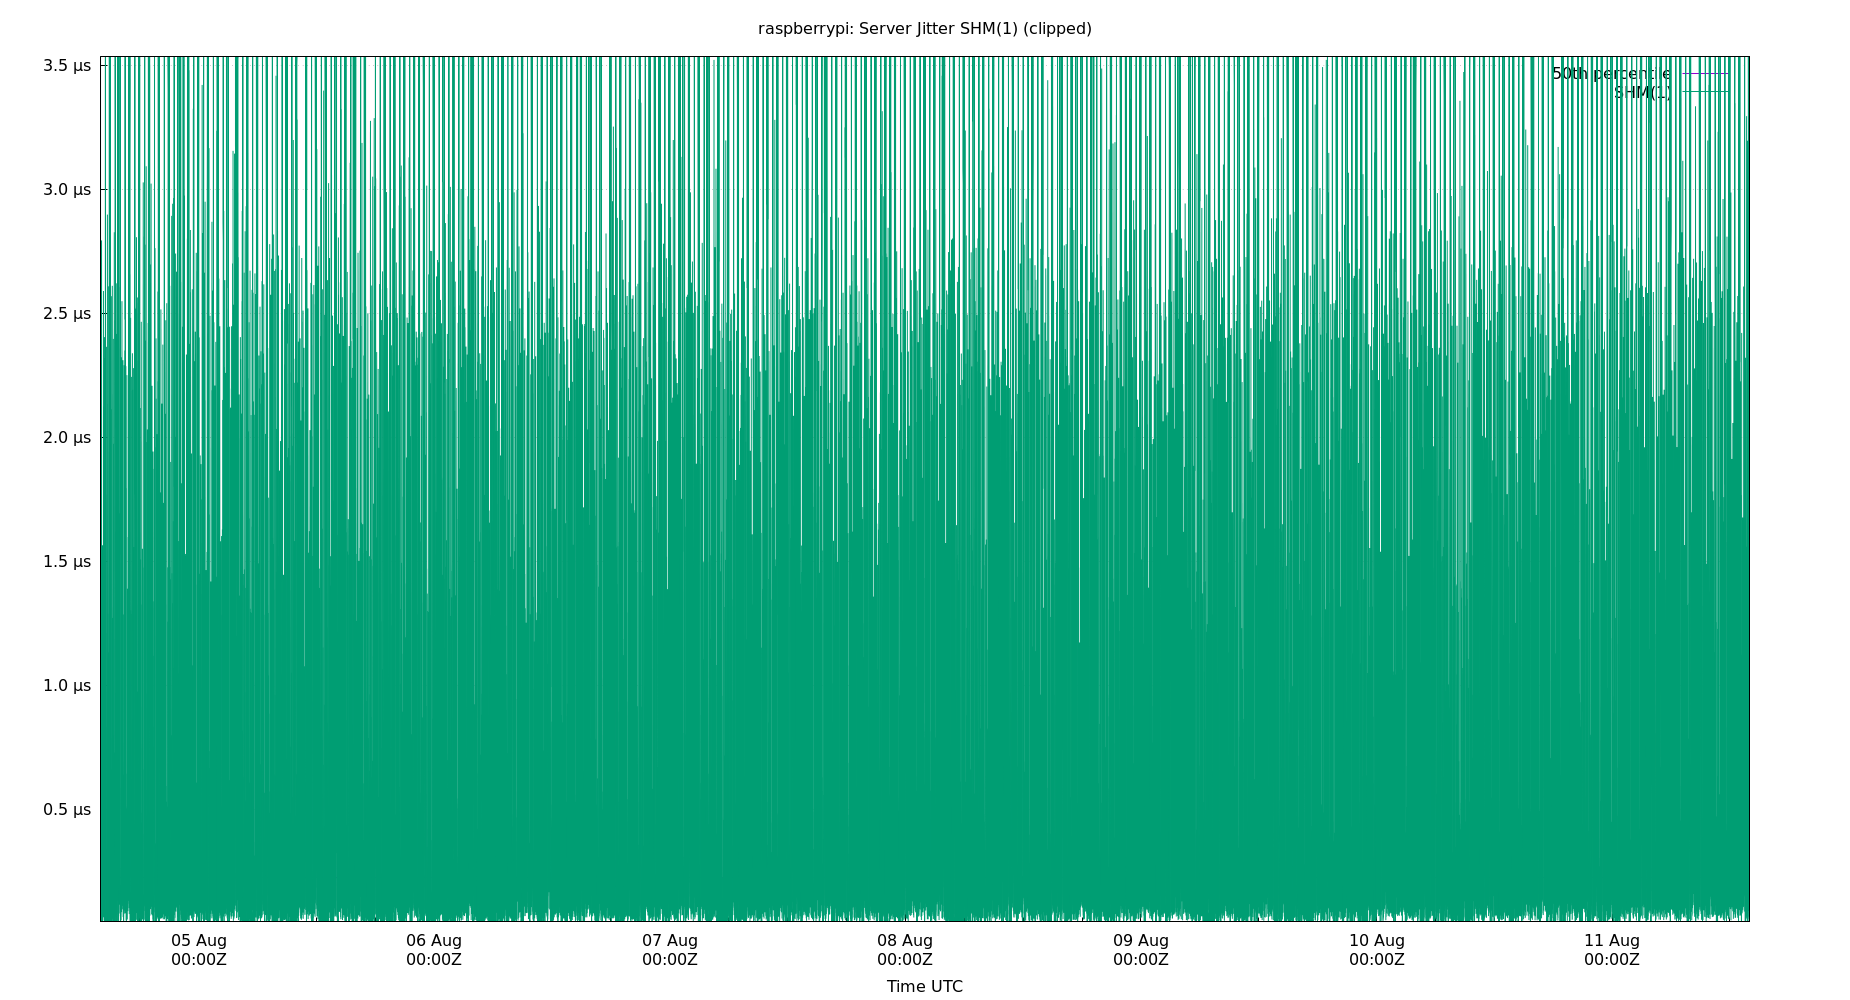 raspberrypi: Server Jitter SHM(1) (clipped)
3.5 µs
50th percentile
SHM(1)
3.0 µs
2.5 µs
2.0 µs
1.5 µs
1.0 µs
0.5 µs
05 Aug 06 Aug 07 Aug 08 Aug 09 Aug 10 Aug 11 Aug
00:00Z 00:00Z 00:00Z 00:00Z 00:00Z 00:00Z 00:00Z
Time UTC